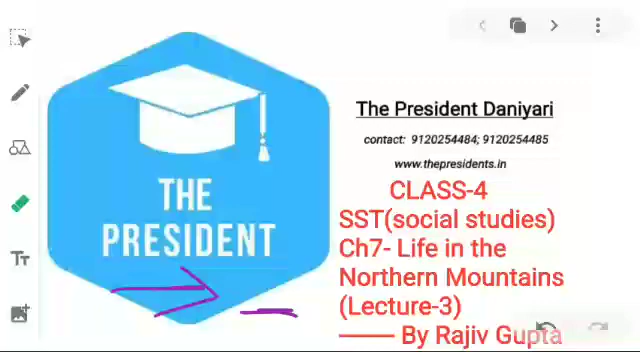 The President Daniyari
contact: 9120254484; 9120254485
www.thepresidents.in
THE
PRESIDENT
CLASS-4
SST(social studies)
Ch7- Life in the
Northern Mountains
(Lecture-3)
—— By Rajiv Gupta
Tт